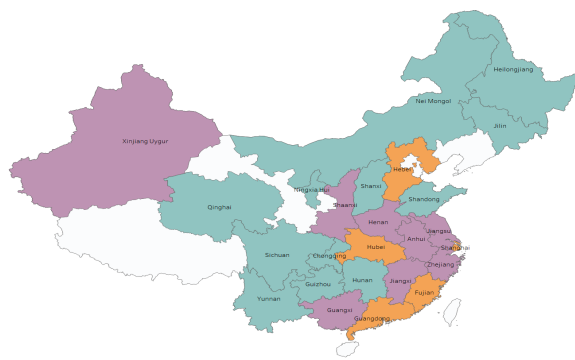 Heilongjiang
Nei Mongol
Jilin
Xinjiang Uygur
Hebei
Ningxia Hui
Shanxi
Shaanxi
Shandong
Qinghai
Henan
Jiangsu
Anhui
Shanghai
Hubei
Sichuan
Chongqing
Zhejiang
Hunan
Guizhou
Jiangxi
Fujian
Yunnan
Guangxi
Guangdong